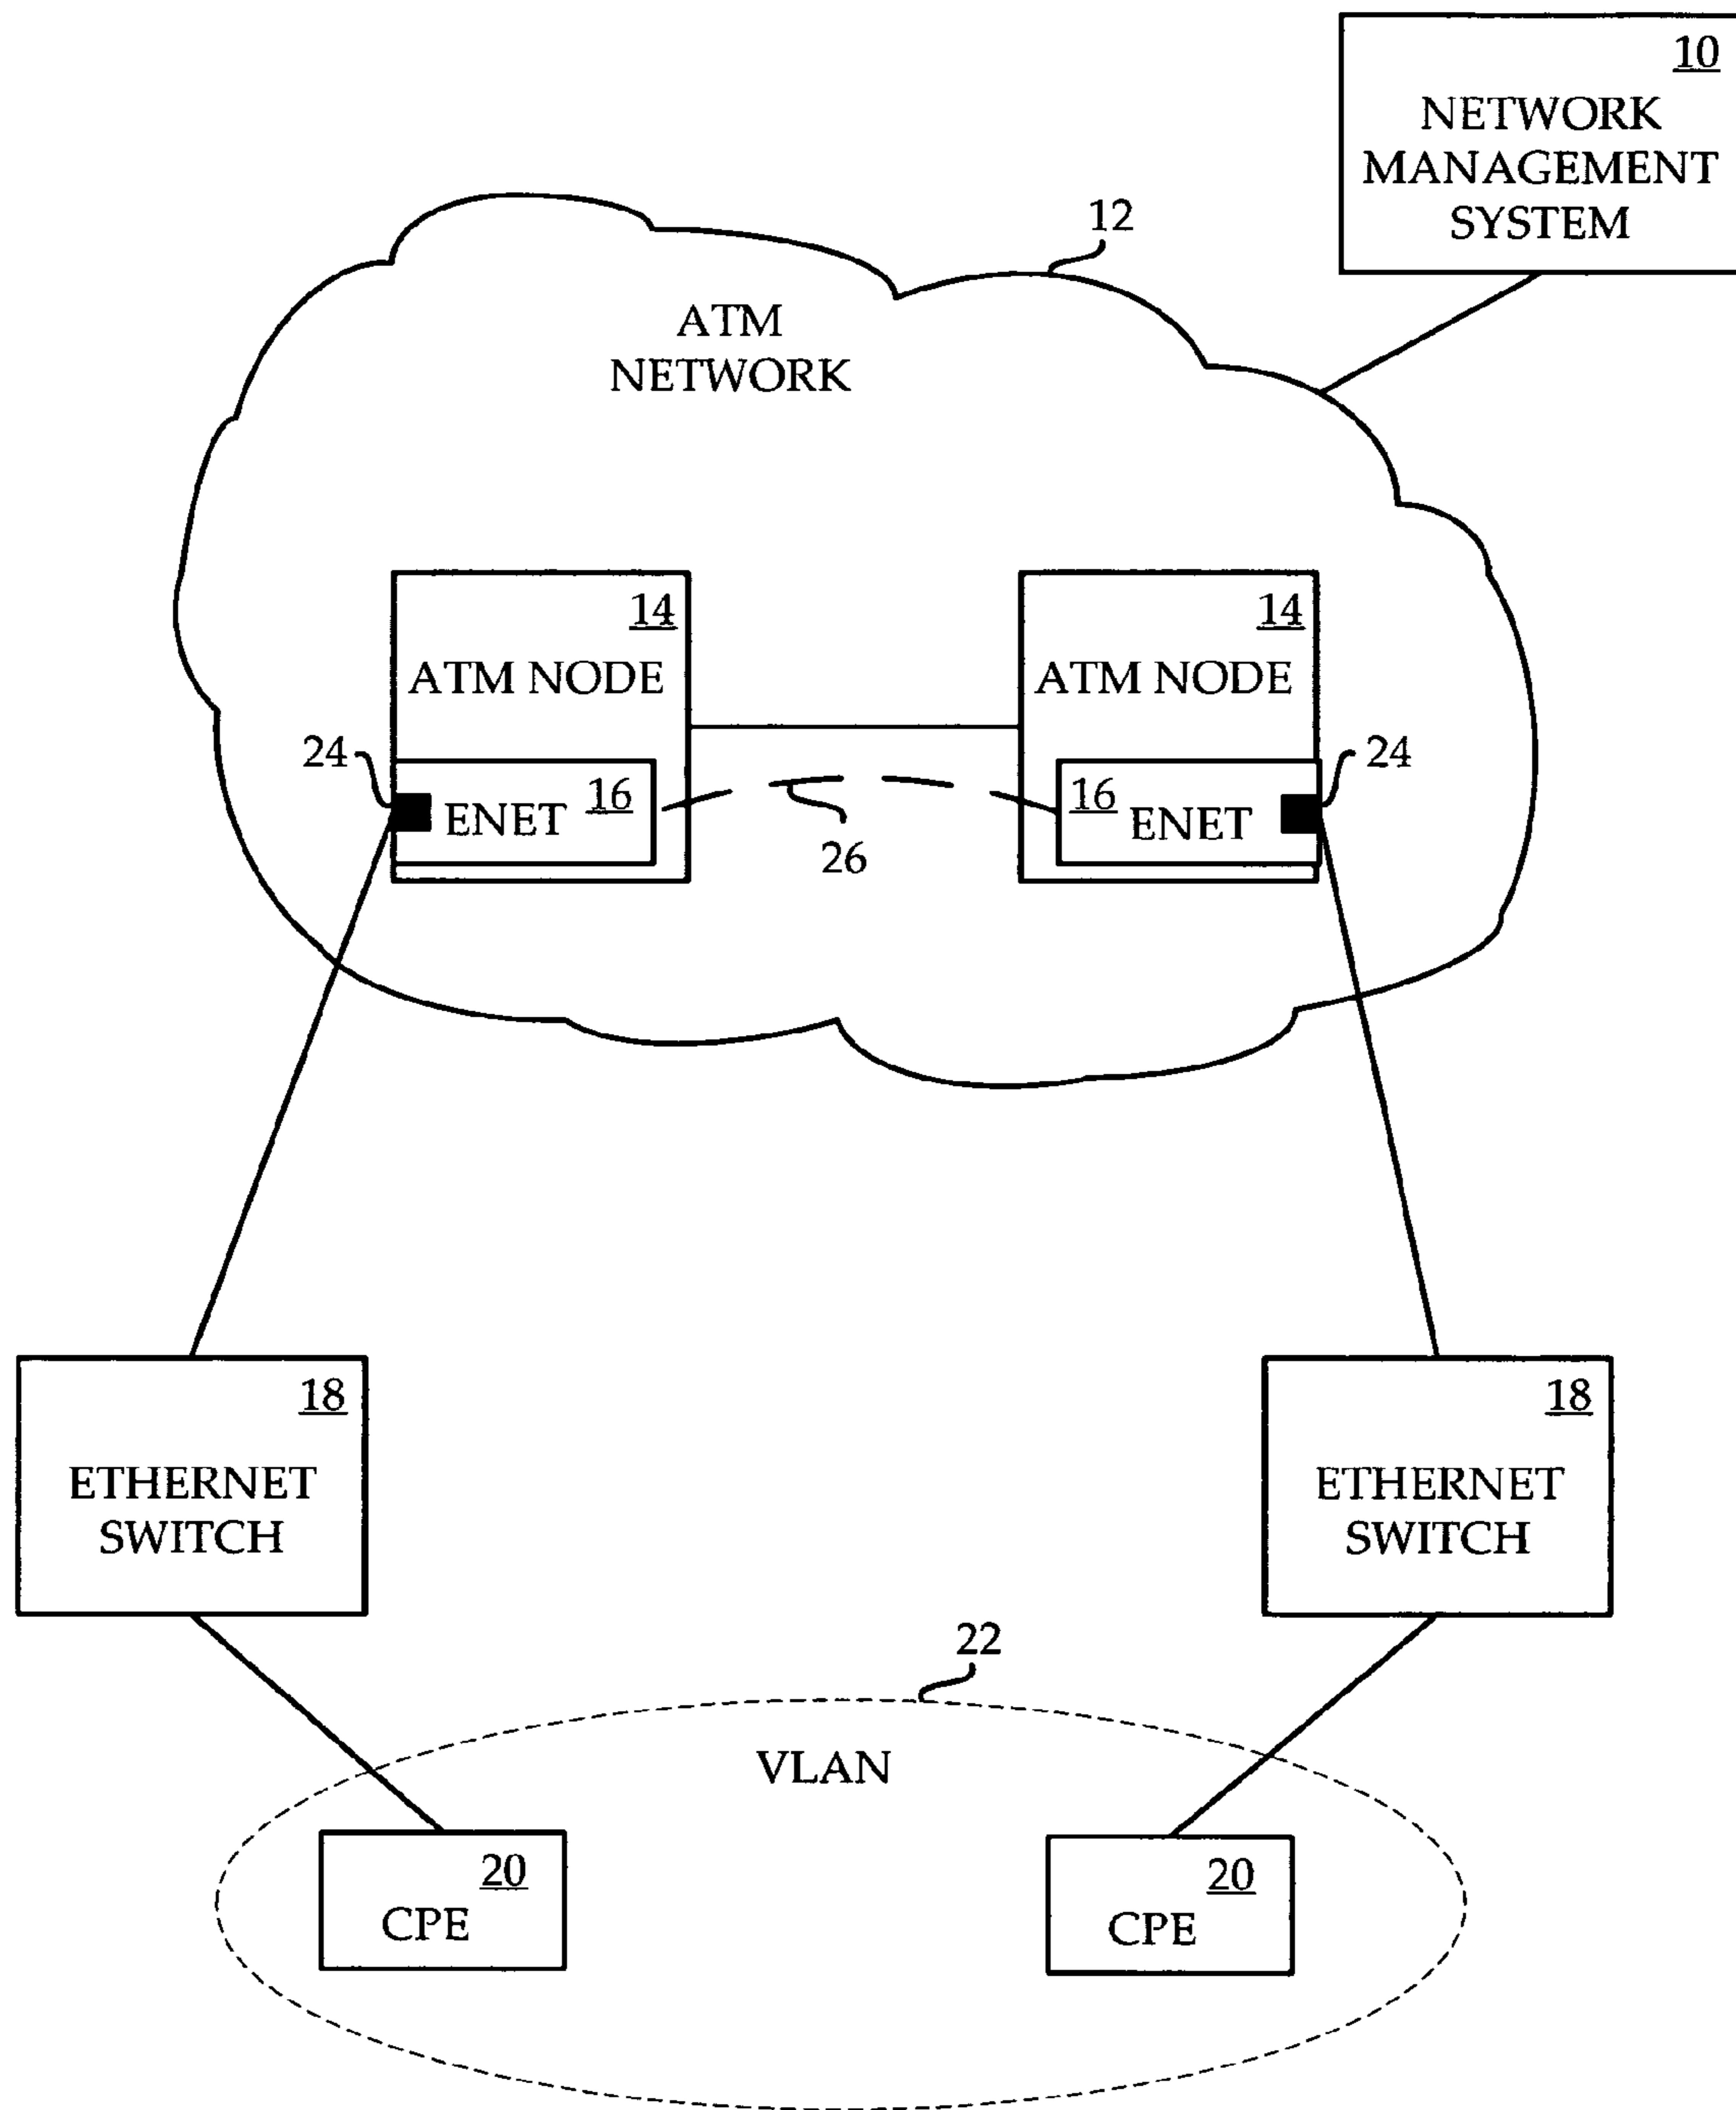 10
NETWORK
MANAGEMENT
SYSTEM
12
ATM
NETWORK
14
ATM NODE
14
ATM NODE
24
ENET 16
26
16 ENET
24
18
ETHERNET
SWITCH
18
ETHERNET
SWITCH
22
VLAN
20
CPE
20
CPE